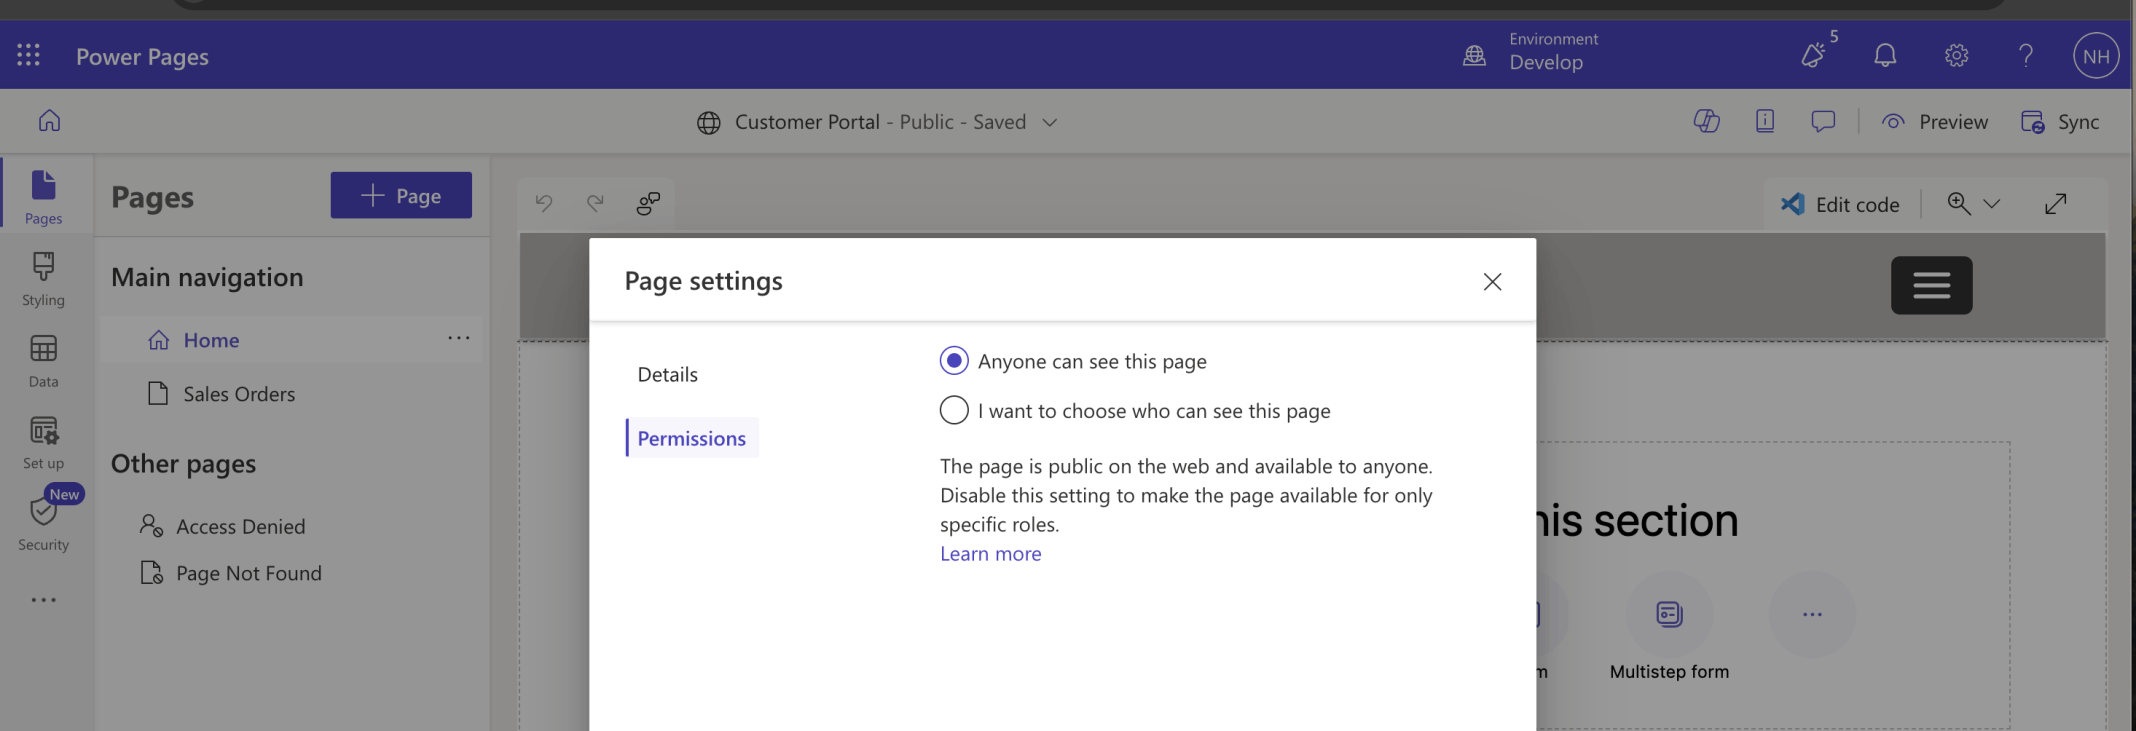 Power Pages
Environment
Develop
5
NH
Customer Portal - Public - Saved
Preview
Sync
Pages
Styling
Data
Set up
New
Security
Pages
Page
Main navigation
Home
Sales Orders
Other pages
Access Denied
Page Not Found
Edit code
Page settings
Details
Permissions
Anyone can see this page
I want to choose who can see this page
The page is public on the web and available to anyone.
Disable this setting to make the page available for only
specific roles.
Learn more
section
Multistep form